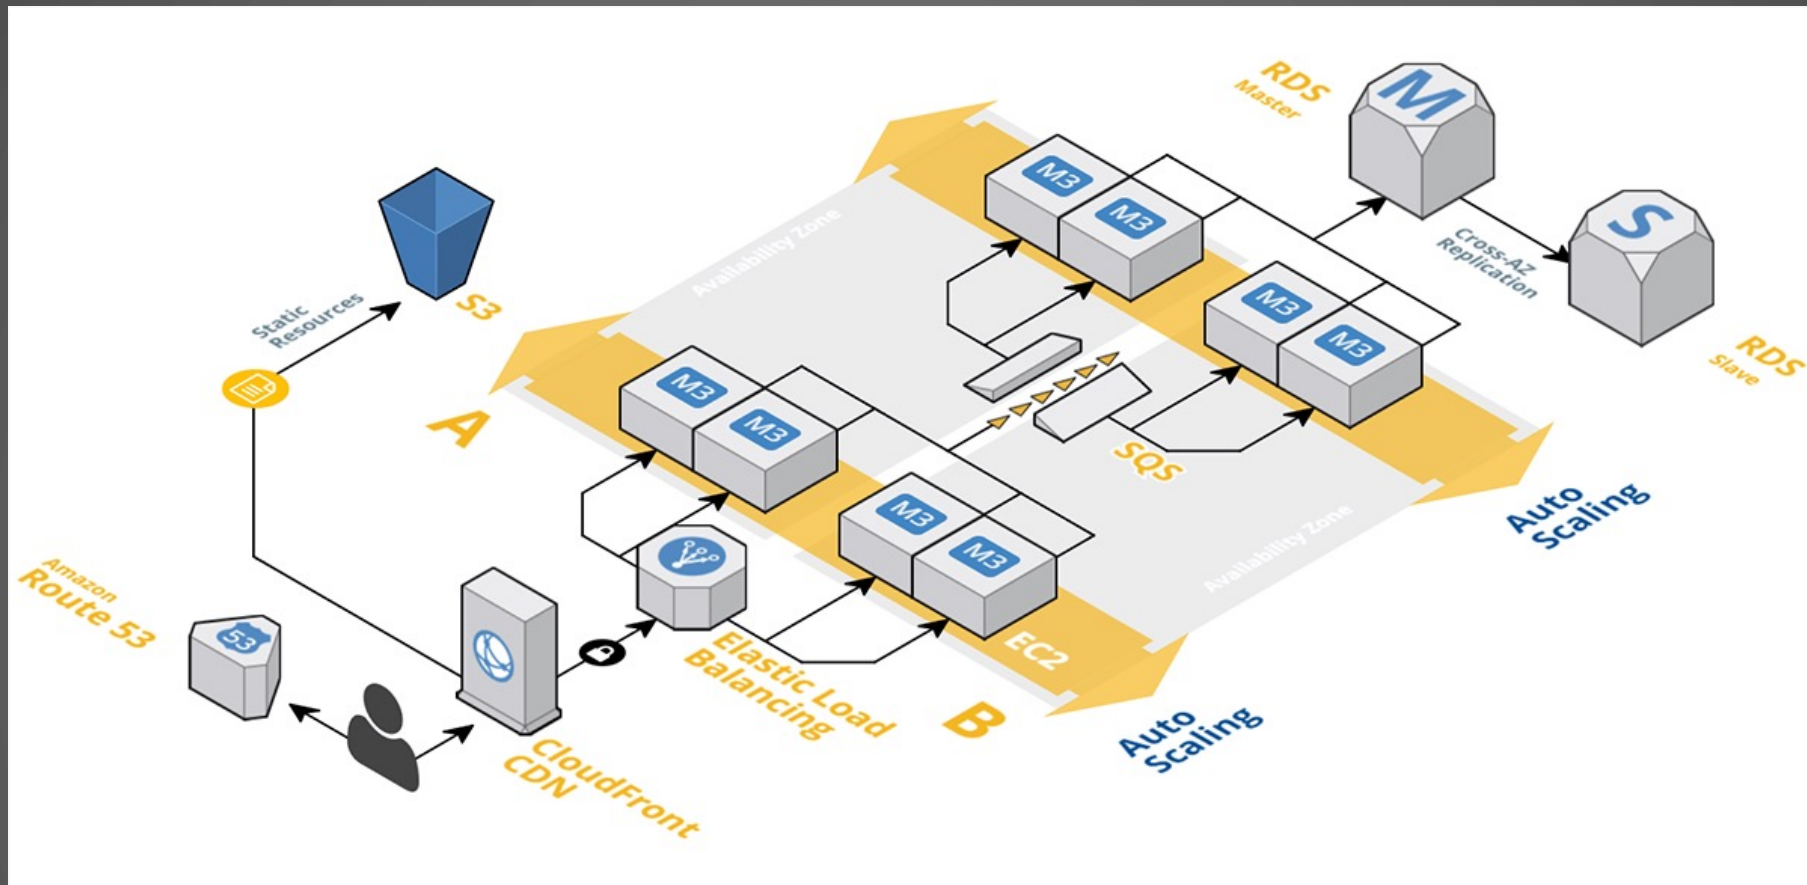 RDS
Master
M
Cross-AZ
Replication
S
RDS
Slave
M3
M3
M3
M3
Availability Zone
Static
Resources
S3
A
M3
M3
M3
M3
SQS
Availability Zone
Auto
Scaling
Amazon
Route 53
53
Elastic Load
Balancing
EC2
B
Auto
Scaling
CloudFront
CDN